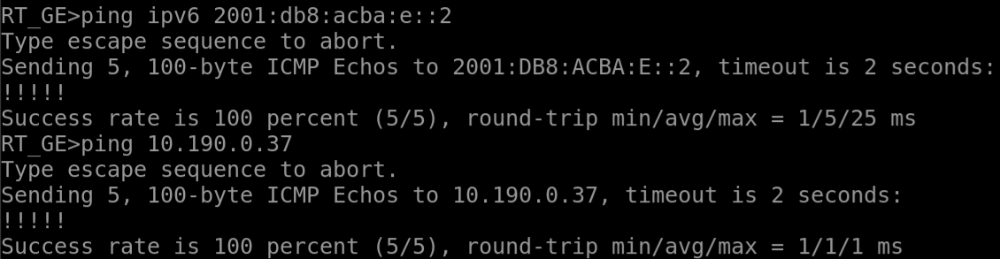 RT_GE>ping ipv6 2001:db8:acba:e::2
Type escape sequence to abort.
Sending 5, 100-byte ICMP Echos to 2001:DB8:ACBA:E::2, timeout is 2 seconds:
!!!!!
Success rate is 100 percent (5/5), round-trip min/avg/max = 1/5/25 ms
RT_GE>ping 10.190.0.37
Type escape sequence to abort.
Sending 5, 100-byte ICMP Echos to 10.190.0.37, timeout is 2 seconds:
!!!!!
Success rate is 100 percent (5/5), round-trip min/avg/max = 1/1/1 ms